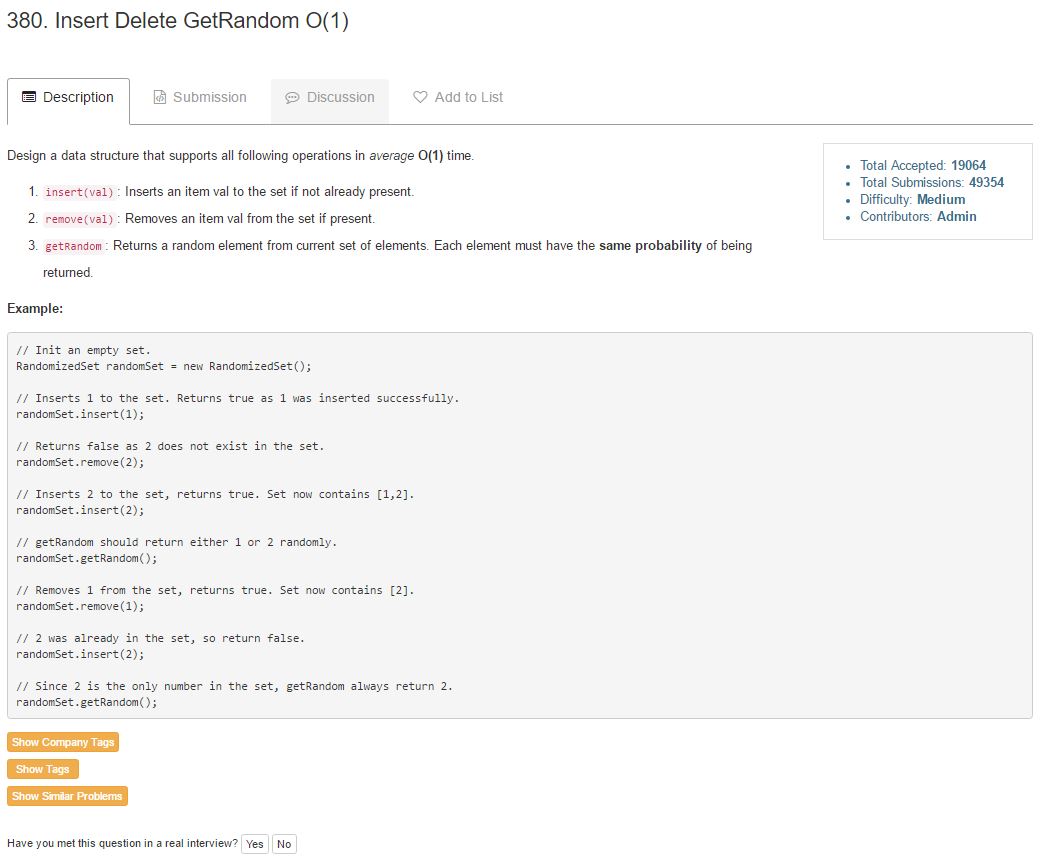 380. Insert Delete GetRandom O(1)
Description
Submission
Discussion
Add to List
Design a data structure that supports all following operations in average O(1) time.
1. insert(val) : Inserts an item val to the set if not already present.
2. remove(val) : Removes an item val from the set if present.
3. getRandom : Returns a random element from current set of elements. Each element must have the same probability of being
returned.
Total Accepted: 19064
Total Submissions: 49354
Difficulty: Medium
Contributors: Admin
Example:
// Init an empty set.
RandomizedSet randomSet = new RandomizedSet();
// Inserts 1 to the set. Returns true as 1 was inserted successfully.
randomSet.insert(1);
// Returns false as 2 does not exist in the set.
randomSet.remove(2);
// Inserts 2 to the set, returns true. Set now contains [1,2].
randomSet.insert(2);
// getRandom should return either 1 or 2 randomly.
randomSet.getRandom();
// Removes 1 from the set, returns true. Set now contains [2].
randomSet.remove(1);
// 2 was already in the set, so return false.
randomSet.insert(2);
// Since 2 is the only number in the set, getRandom always return 2.
randomSet.getRandom();
Show Company Tags
Show Tags
Show Similar Problems
Have you met this question in a real interview? Yes No